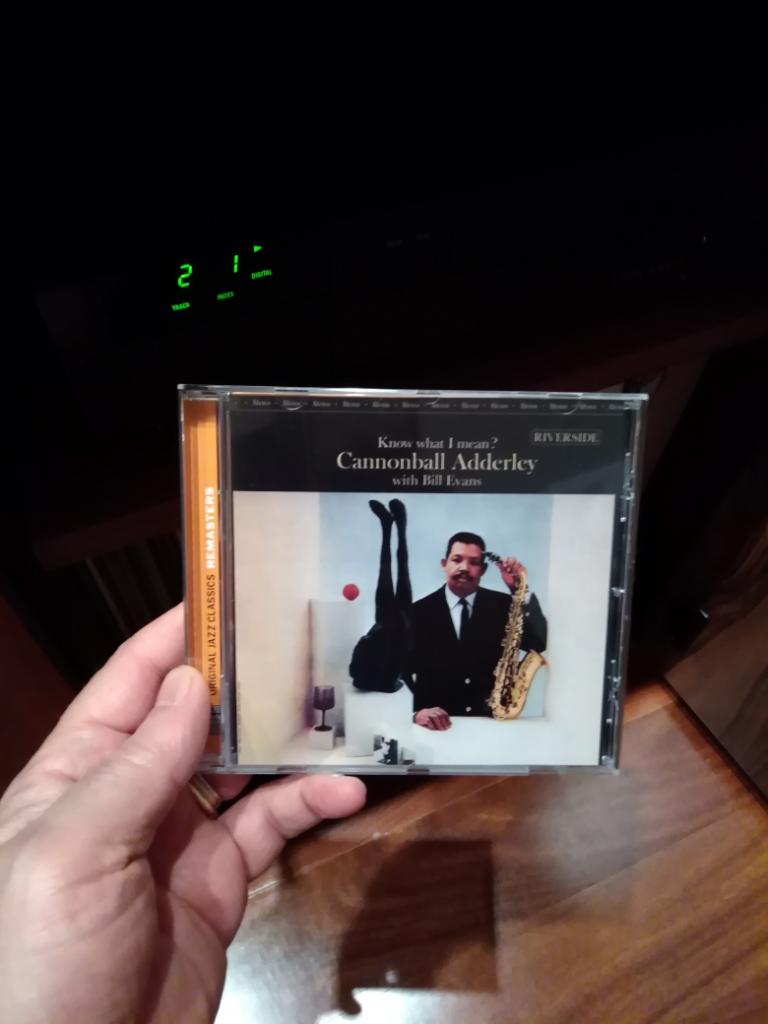 2 1
TRACK INDEX DIGITAL
Know what I mean?
RIVERSIDE
Cannonball Adderley
with Bill Evans
ORIGINAL JAZZ CLASSICS REMASTERS